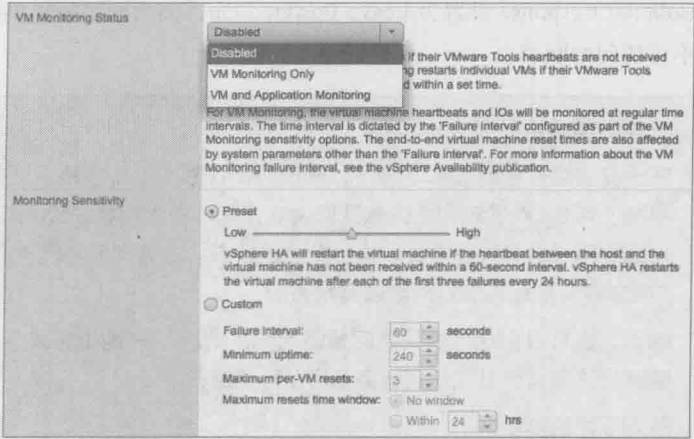 VM Monitoring Status
Disabled
Disabled
VM Monitoring Only
VM and Application Monitoring
if their VMware Tools heartbeats are not received
restarts individual VMs if their VMware Tools
within a set time.
For VM Monitoring, the virtual machine heartbeats and IOs will be monitored at regular time
intervals. The time interval is dictated by the 'Failure interval' configured as part of the VM
Monitoring sensitivity options. The end-to-end virtual machine reset times are also affected
by system parameters other than the 'Failure interval'. For more information about the VM
Monitoring failure interval, see the vSphere Availability publication.
Monitoring Sensitivity
Preset
Low High
vSphere HA will restart the virtual machine if the heartbeat between the host and the
virtual machine has not been received within a 60-second interval. vSphere HA restarts
the virtual machine after each of the first three failures every 24 hours.
Custom
Failure interval: 60 seconds
Minimum uptime: 240 seconds
Maximum per-VM resets: 3
Maximum resets time window: No window
Within 24 hrs